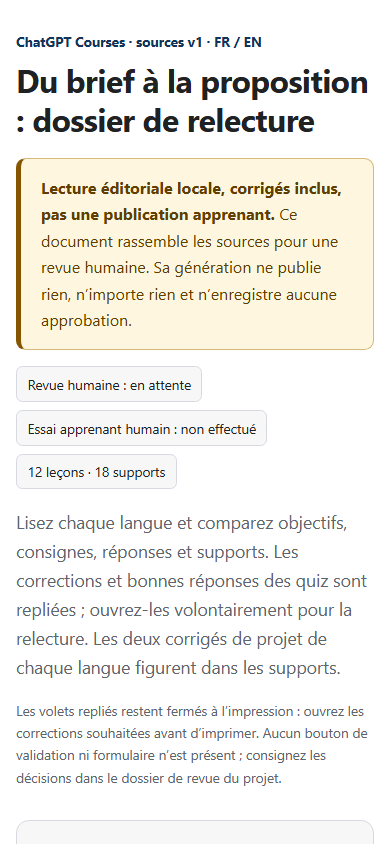 ChatGPT Courses · sources v1 · FR / EN
Du brief à la proposition
: dossier de relecture
Lecture éditoriale locale, corrigés inclus,
pas une publication apprenant. Ce
document rassemble les sources pour une
revue humaine. Sa génération ne publie
rien, n’importe rien et n’enregistre aucune
approbation.
Revue humaine : en attente
Essai apprenant humain : non effectué
12 leçons · 18 supports
Lisez chaque langue et comparez objectifs,
consignes, réponses et supports. Les
corrections et bonnes réponses des quiz sont
repliées ; ouvrez-les volontairement pour la
relecture. Les deux corrigés de projet de
chaque langue figurent dans les supports.
Les volets repliés restent fermés à l’impression : ouvrez les
corrections souhaitées avant d’imprimer. Aucun bouton de
validation ni formulaire n’est présent ; consignez les
décisions dans le dossier de revue du projet.